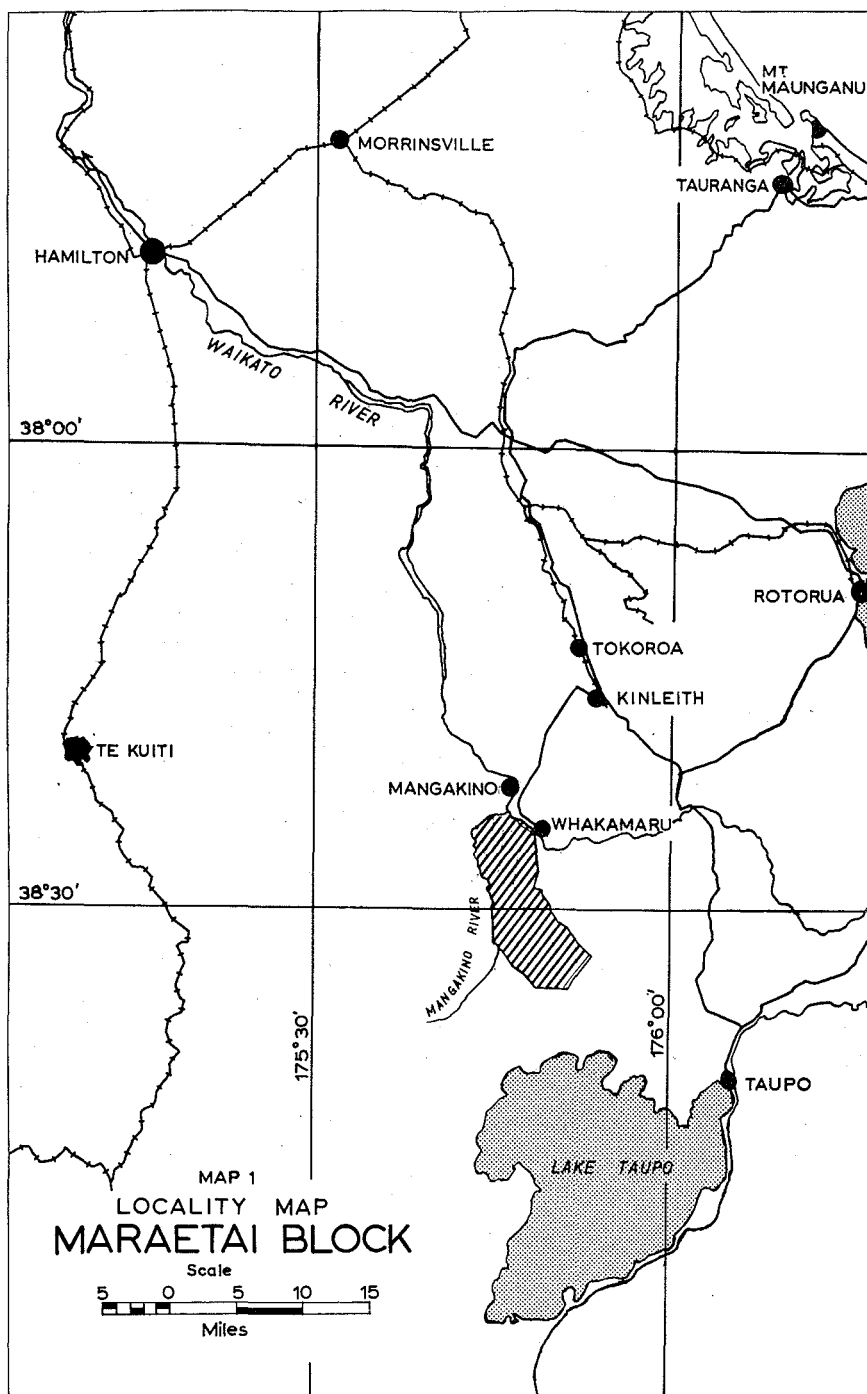 MT
MAUNGANU
MORRINSVILLE
TAURANGA
HAMILTON
WAIKATO
RIVER
38°00'
ROTORUA
TOKOROA
KINLEITH
TE KUITI
MANGAKINO
WHAKAMARU
38°30'
MANGAKINO RIVER
175°30'
176°00'
TAUPO
LAKE TAUPO
MAP 1
LOCALITY MAP
MARAETAI BLOCK
Scale
5 0 5 10 15
Miles